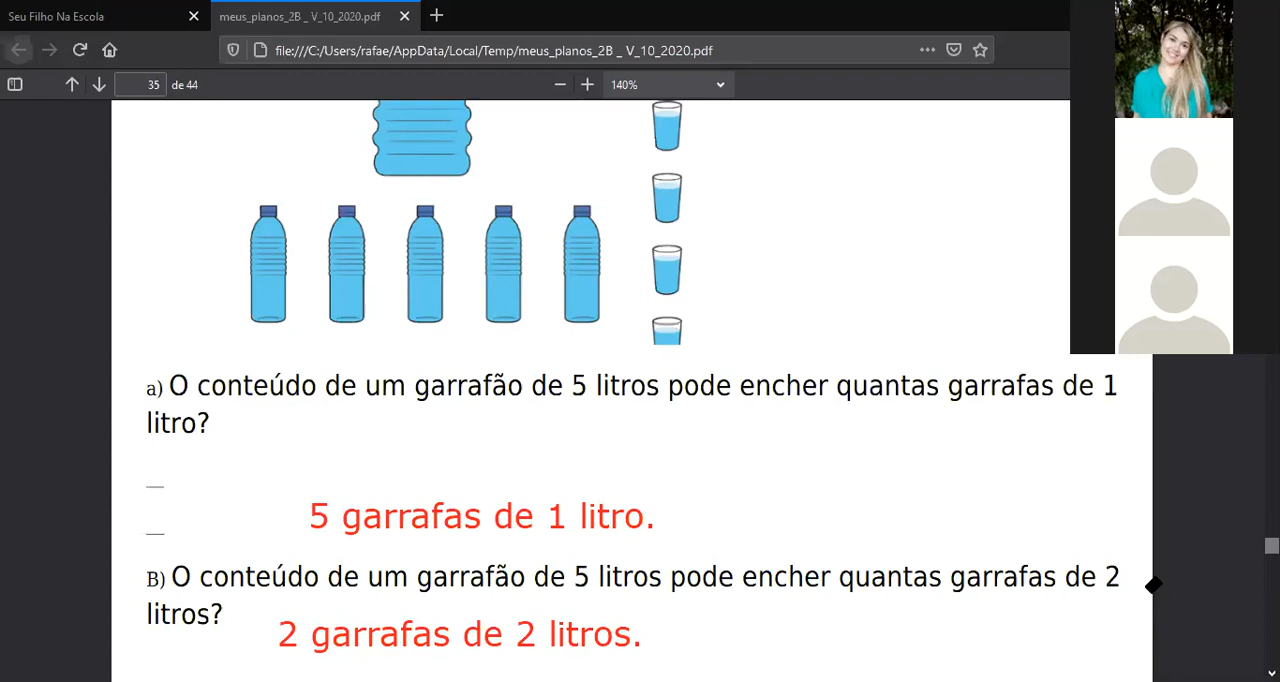 Seu Filho Na Escola
meus_planos_2B _ V_10_2020.pdf
file:///C:/Users/rafae/AppData/Local/Temp/meus_planos_2B _ V_10_2020.pdf
35 de 44
140%
a) O conteúdo de um garrafão de 5 litros pode encher quantas garrafas de 1
litro?
5 garrafas de 1 litro.
B) O conteúdo de um garrafão de 5 litros pode encher quantas garrafas de 2
litros?
2 garrafas de 2 litros.